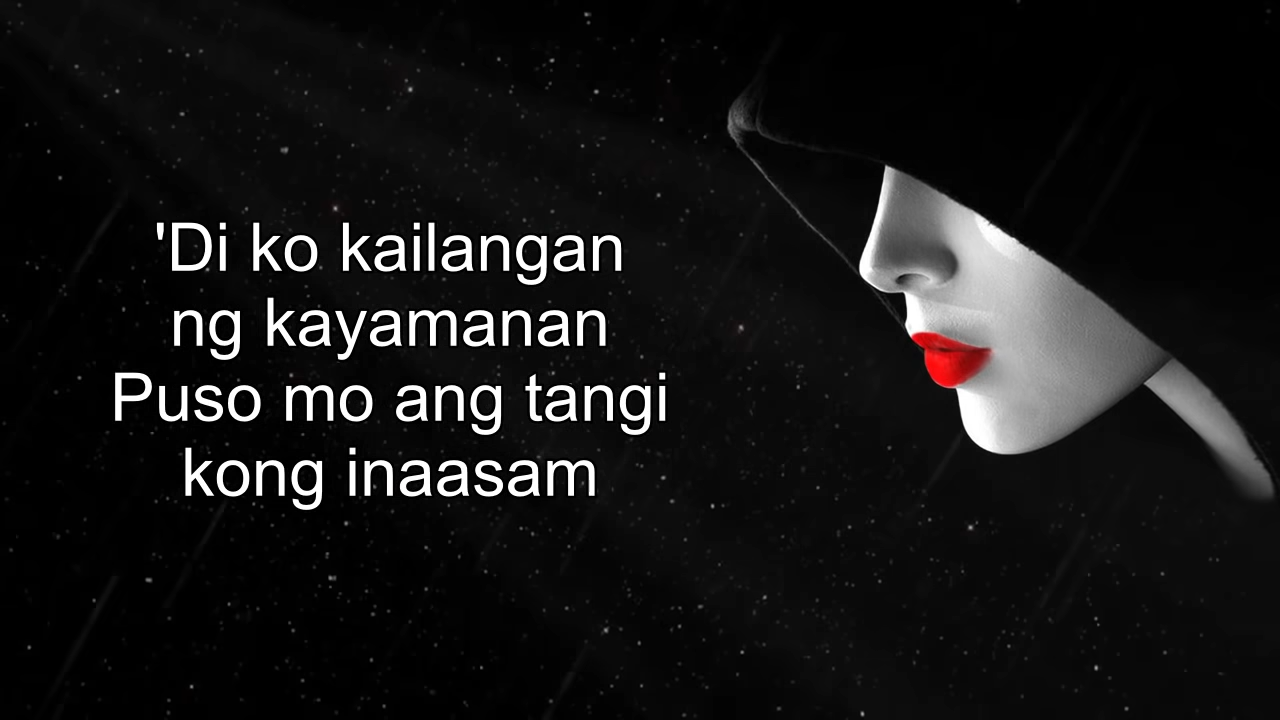 'Di ko kailangan
ng kayamanan
Puso mo ang tangi
kong inaasam